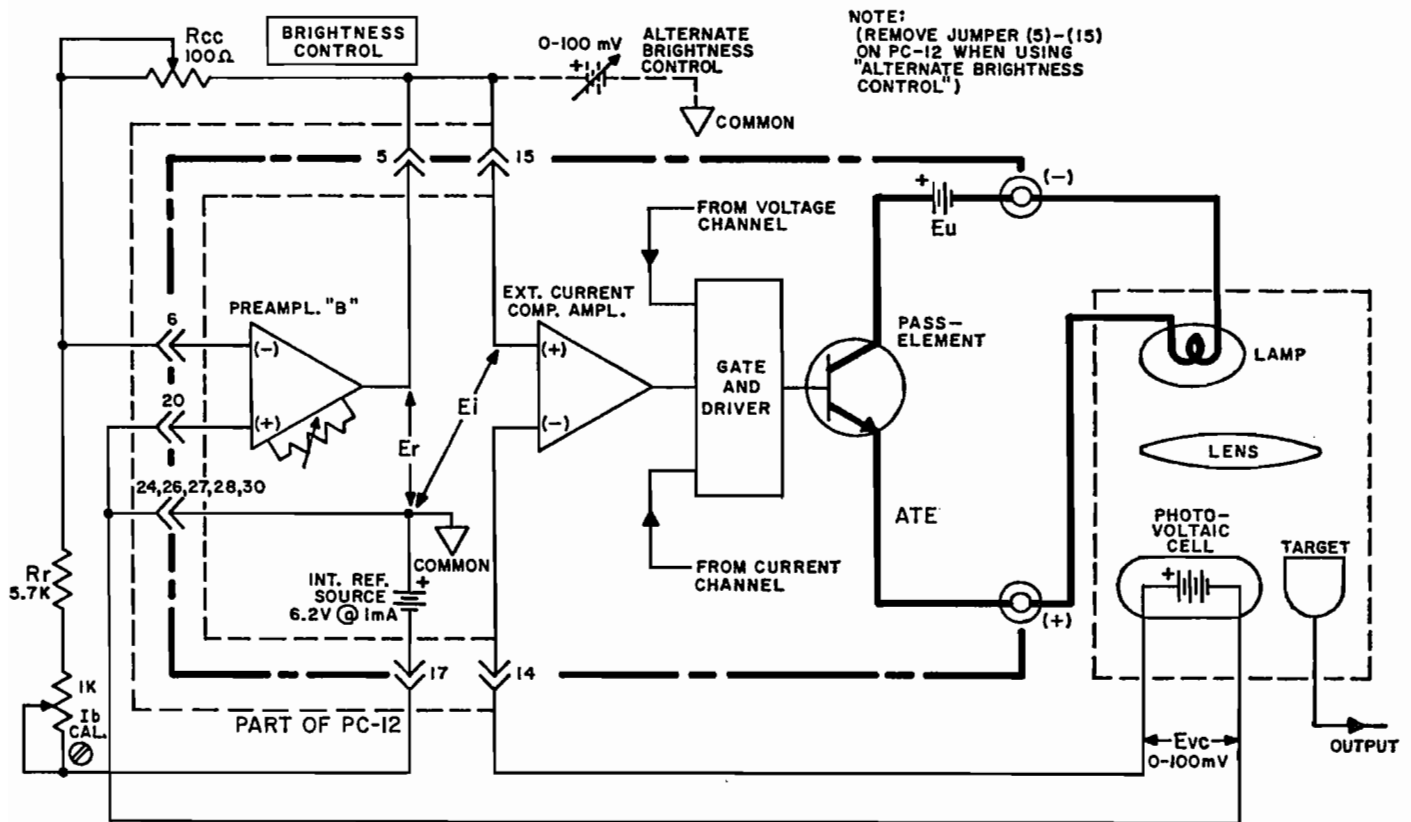 Rcc
100Ω
BRIGHTNESS
CONTROL
0-100 mV
+
ALTERNATE
BRIGHTNESS
CONTROL
COMMON
NOTE:
(REMOVE JUMPER (5)-(15)
ON PC-12 WHEN USING
"ALTERNATE BRIGHTNESS
CONTROL")
5
15
(-)
+
Eu
FROM VOLTAGE
CHANNEL
PREAMPL. "B"
EXT. CURRENT
COMP. AMPL.
6
(-)
20
(+)
Er
Ei
(+)
(-)
GATE
AND
DRIVER
PASS-
ELEMENT
LAMP
LENS
24,26,27,28,30
COMMON
ATE
FROM CURRENT
CHANNEL
PHOTO-
VOLTAIC
CELL
+
TARGET
Rr
5.7K
INT. REF.
SOURCE
6.2V @ 1mA
+
(+)
1K
Ib
CAL.
17
14
PART OF PC-12
Evc
0-100mV
OUTPUT